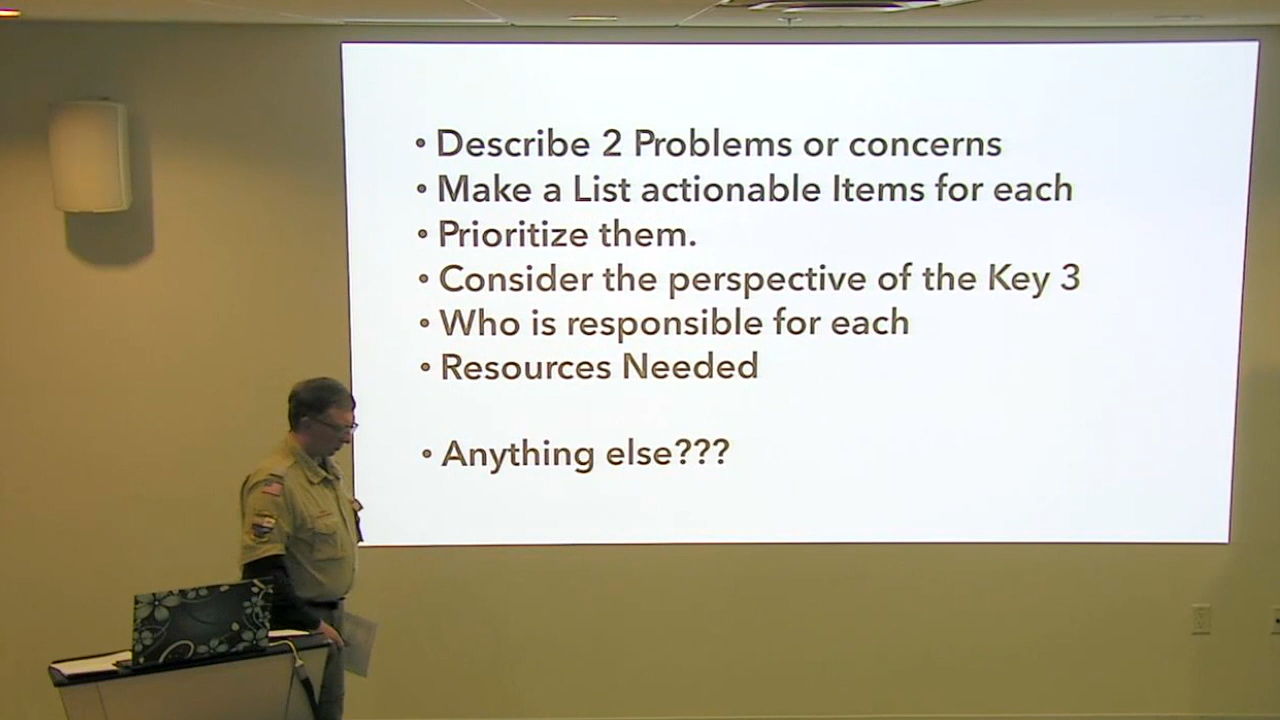 • Describe 2 Problems or concerns
• Make a List actionable Items for each
• Prioritize them.
• Consider the perspective of the Key 3
• Who is responsible for each
• Resources Needed
• Anything else???